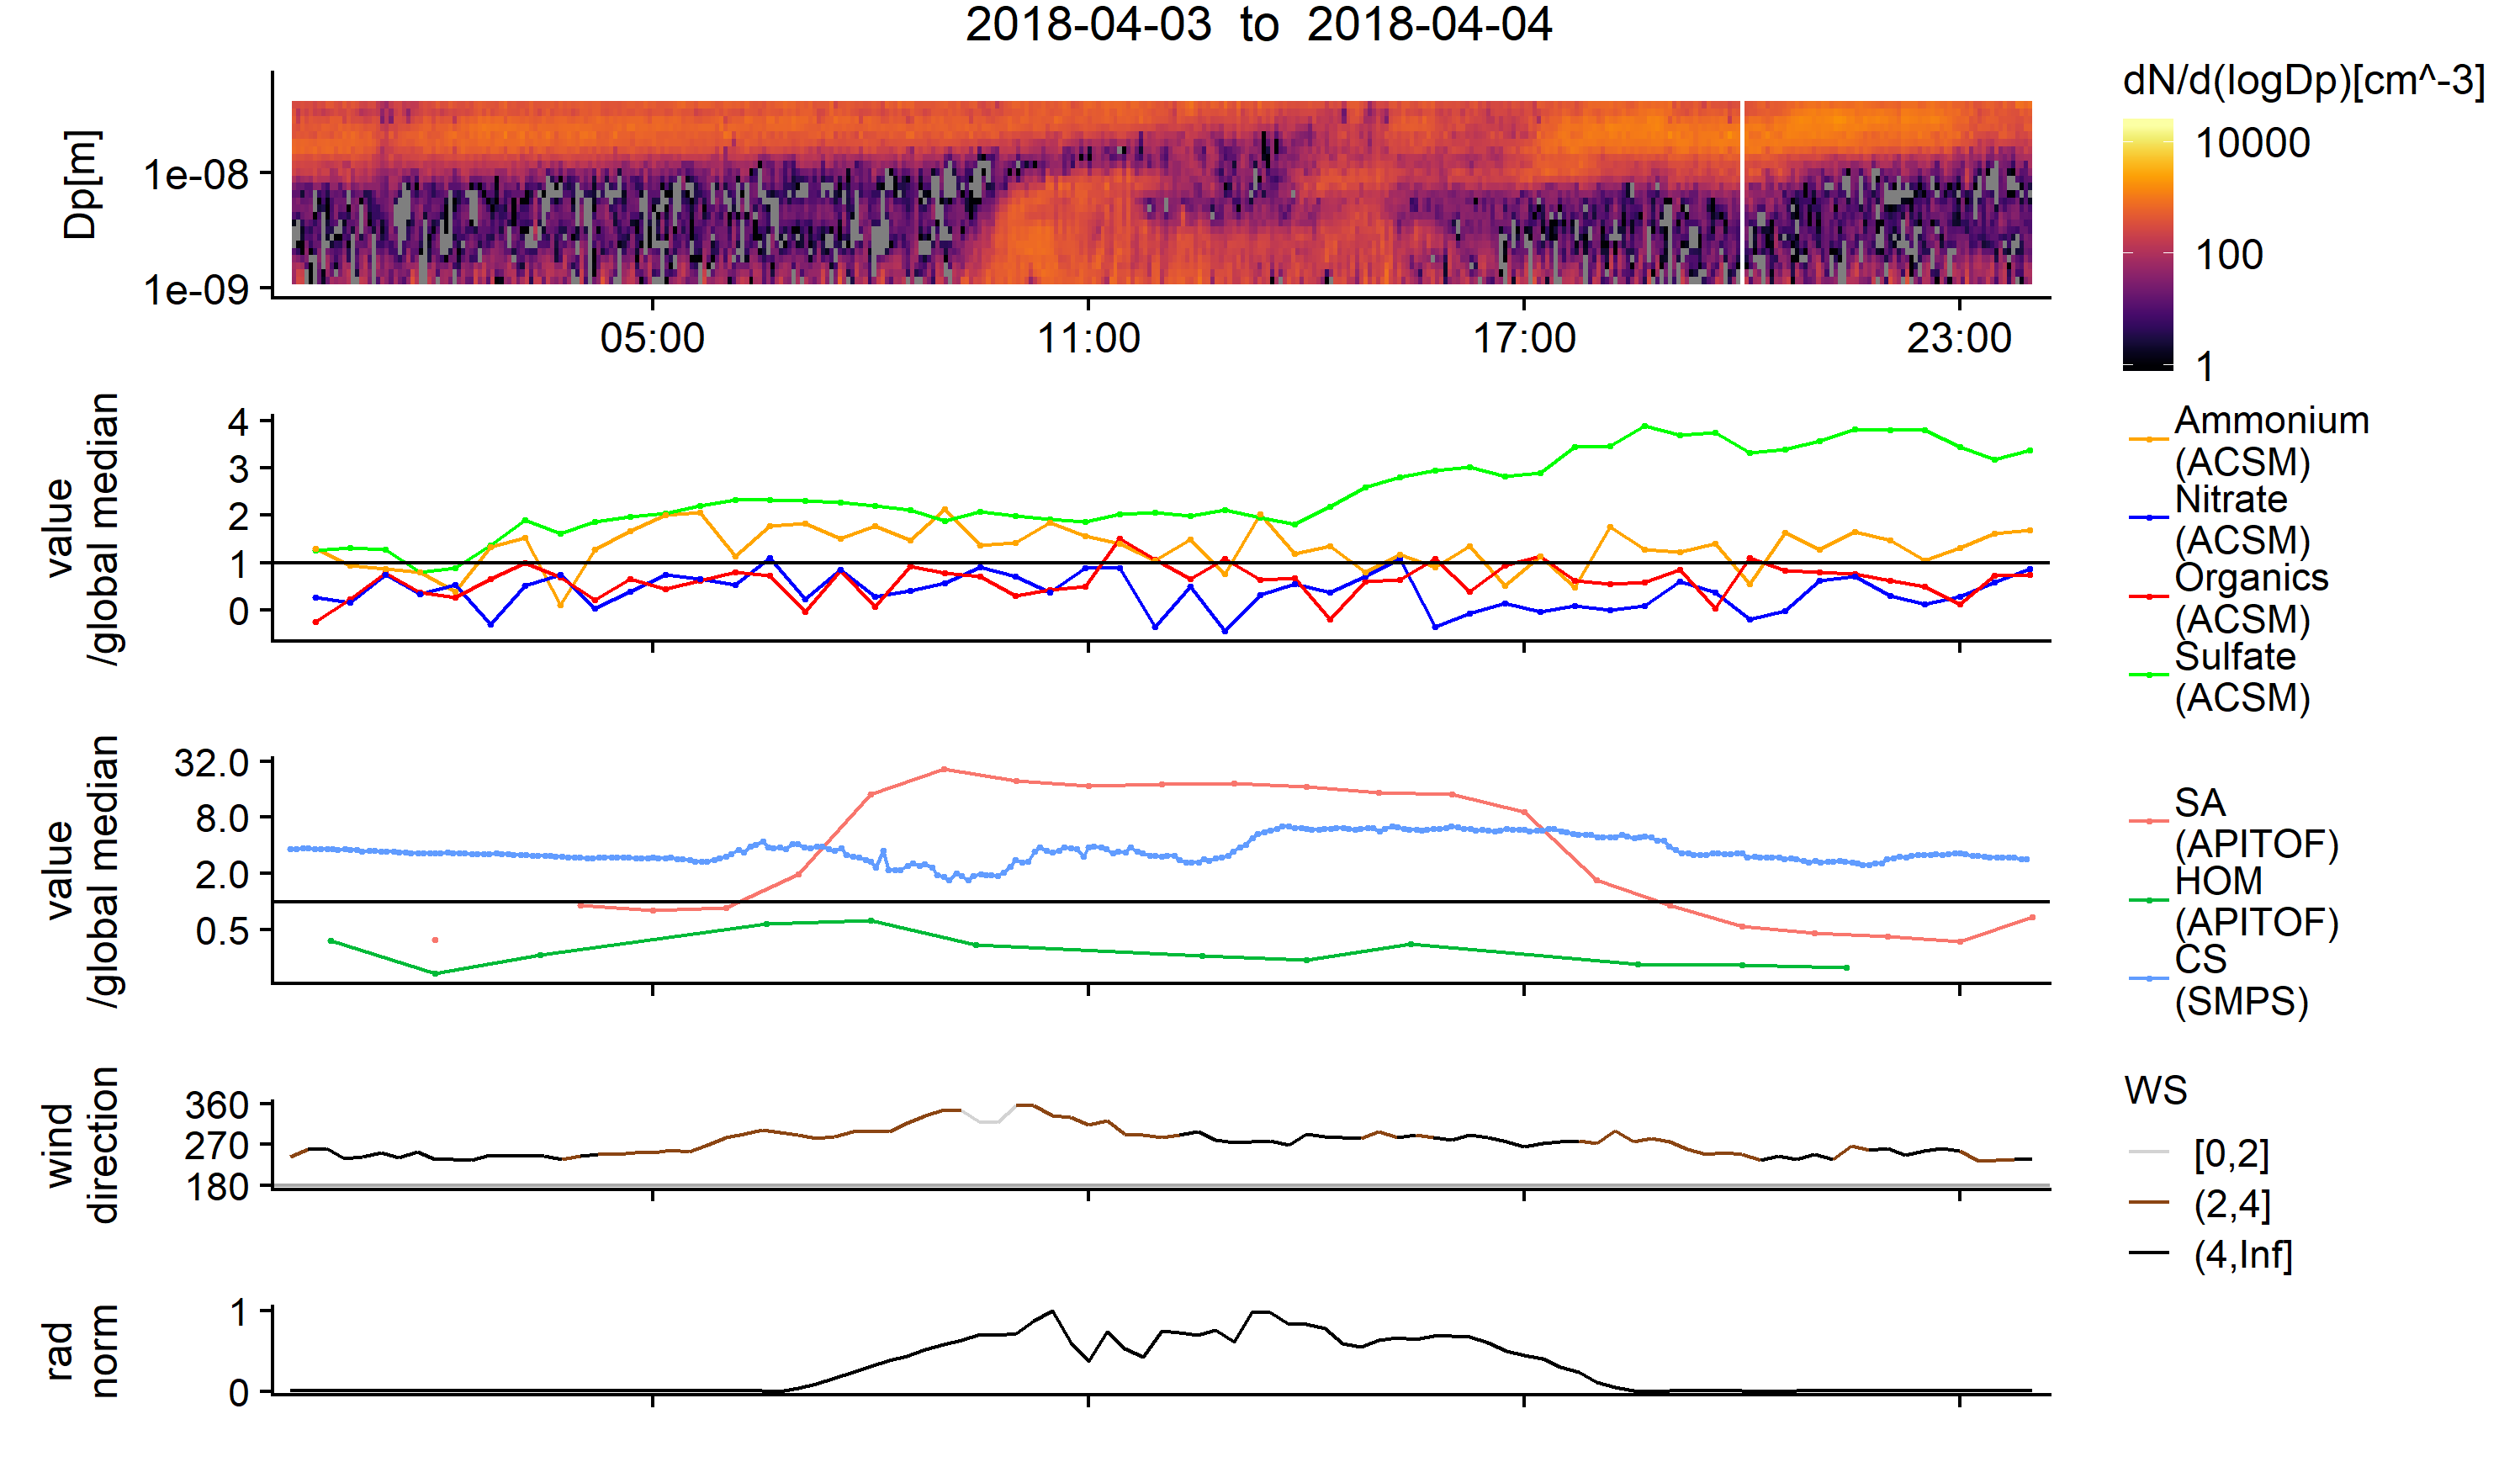 2018-04-03  to  2018-04-04
Dp[m]
1e-08
1e-09
05:00
11:00
17:00
23:00
dN/d(logDp)[cm^-3]
10000
100
1
value
/global median
4
3
2
1
0
Ammonium
(ACSM)
Nitrate
(ACSM)
Organics
(ACSM)
Sulfate
(ACSM)
value
/global median
32.0
8.0
2.0
0.5
SA
(APITOF)
HOM
(APITOF)
CS
(SMPS)
wind
direction
360
270
180
WS
[0,2]
(2,4]
(4,Inf]
rad
norm
1
0